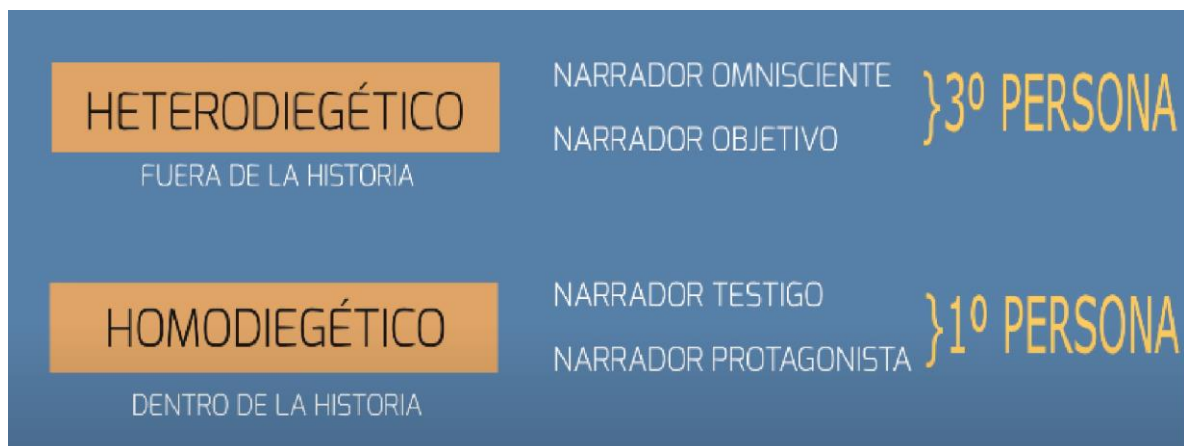 HETERODIEGÉTICO
FUERA DE LA HISTORIA
NARRADOR OMNISCIENTE
NARRADOR OBJETIVO
}3º PERSONA
HOMODIEGÉTICO
DENTRO DE LA HISTORIA
NARRADOR TESTIGO
NARRADOR PROTAGONISTA
}1º PERSONA